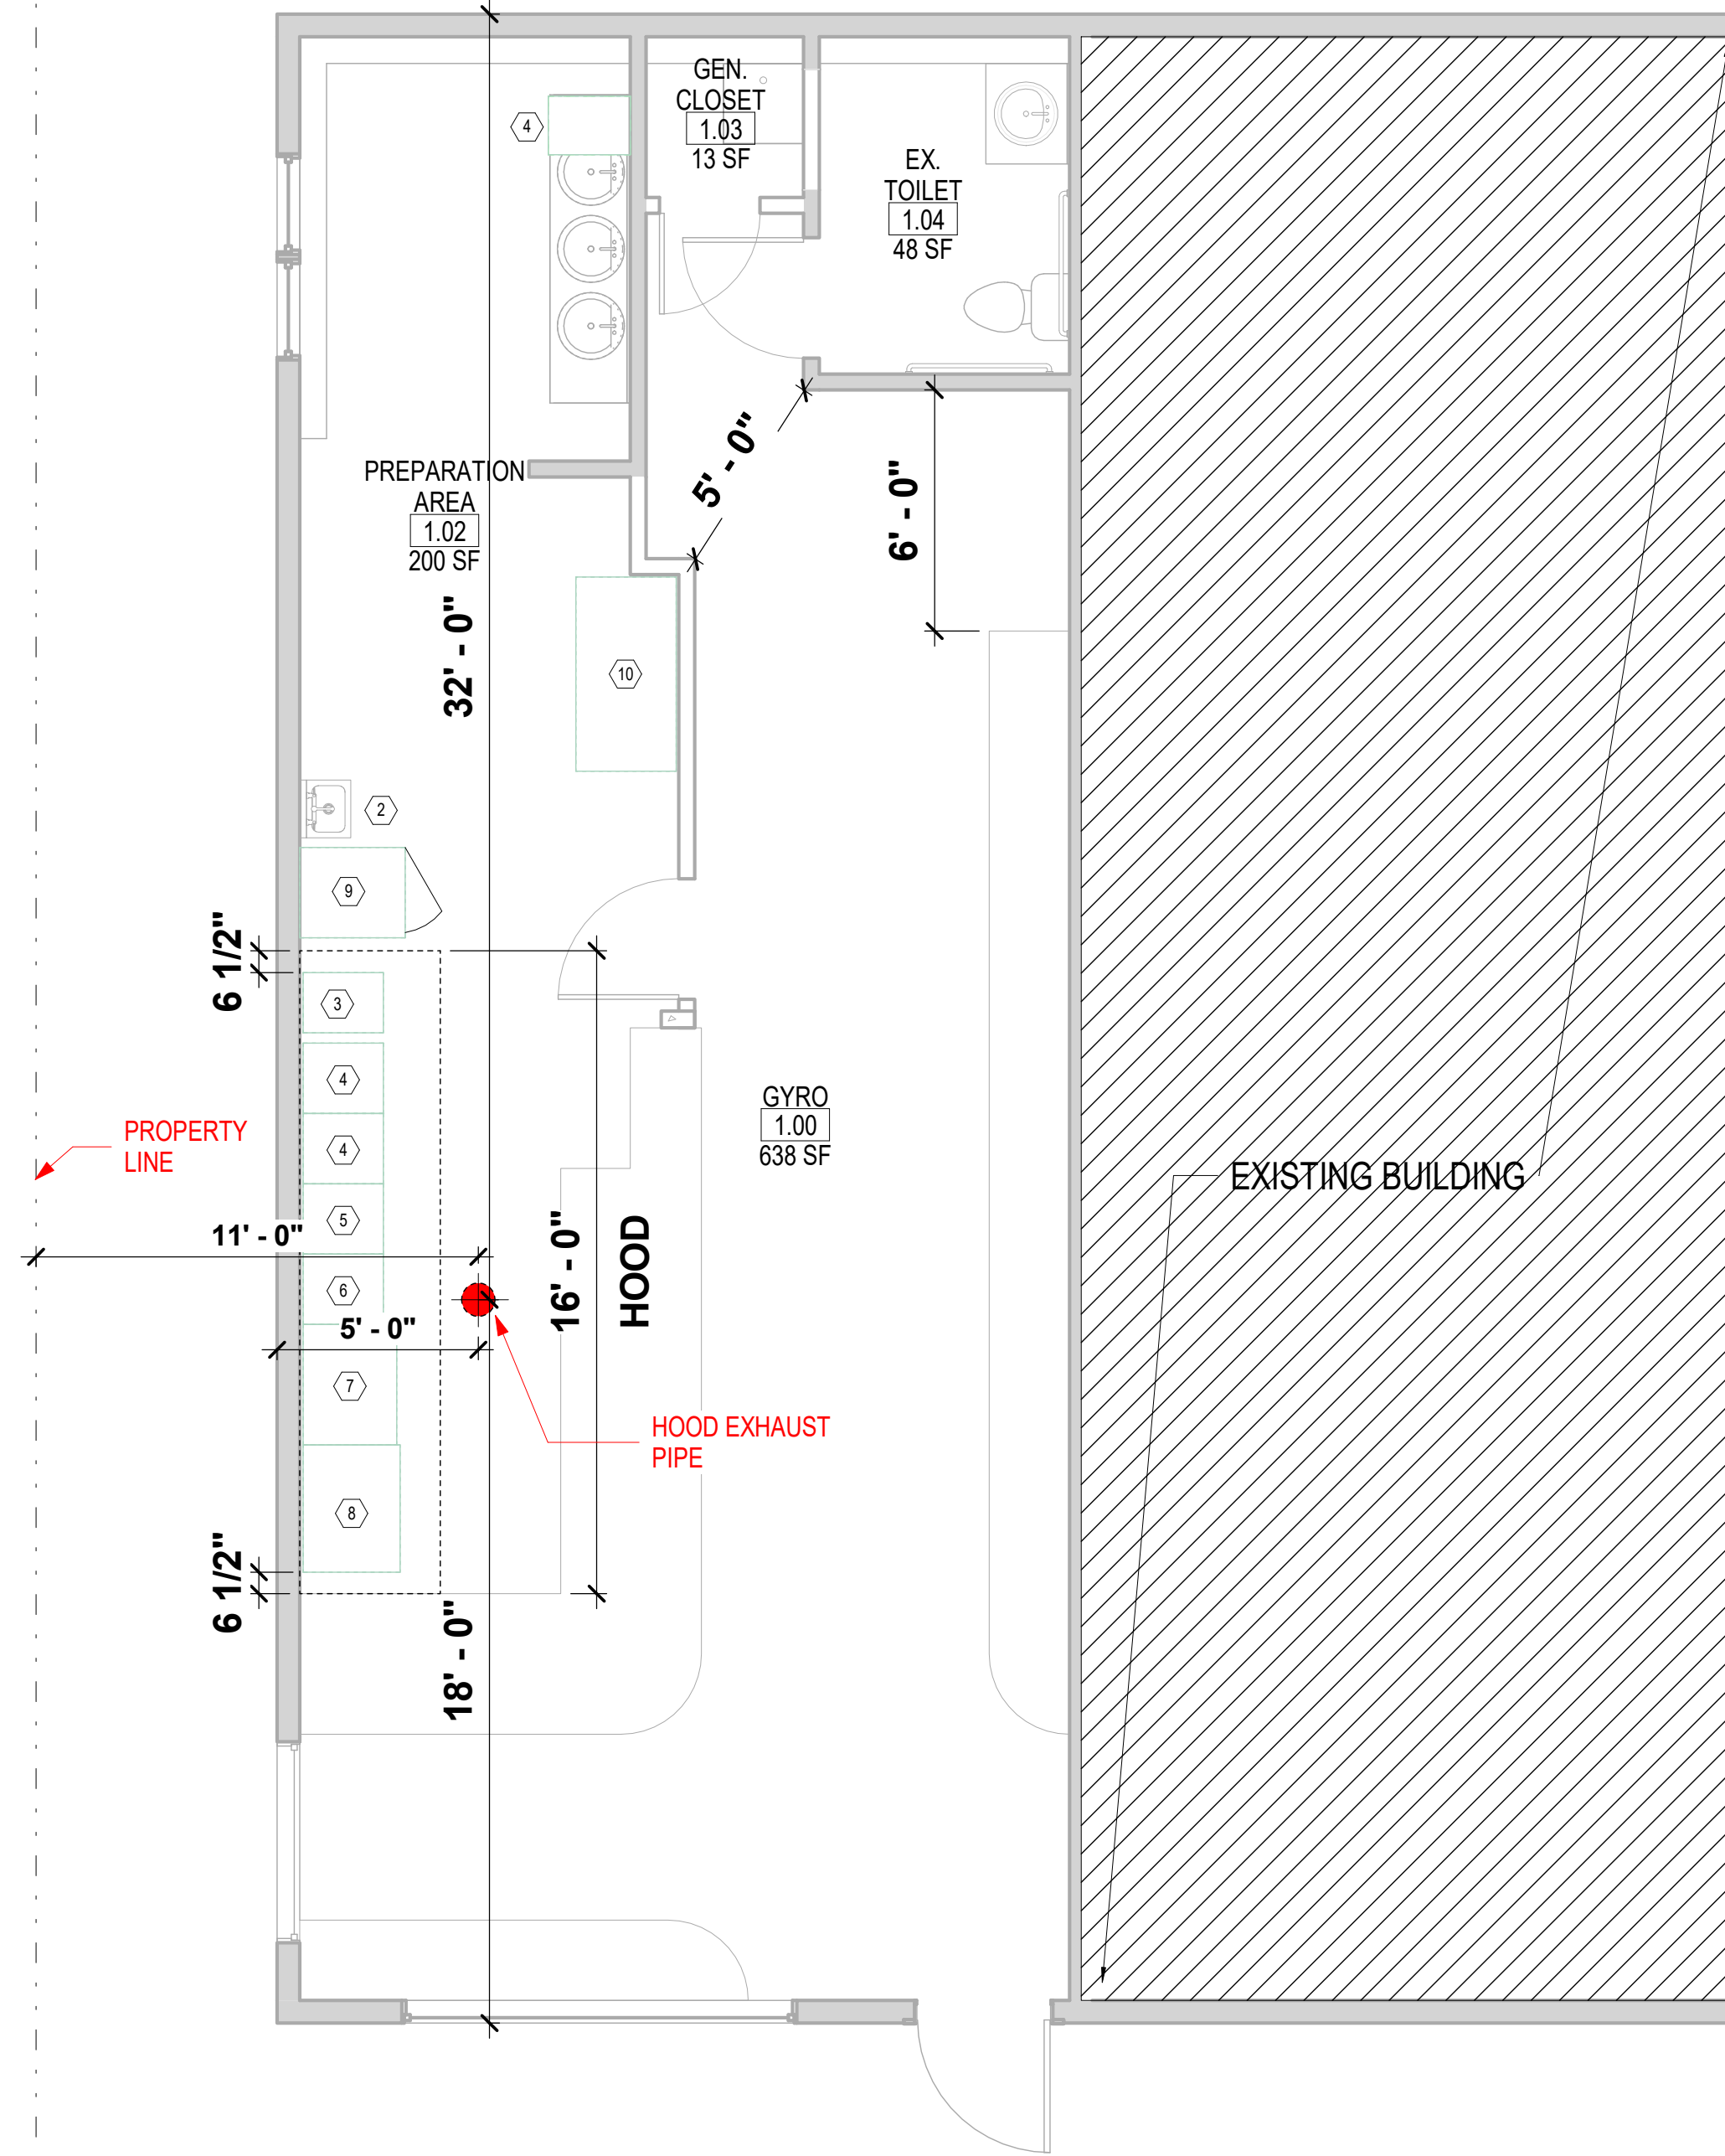 GEN.
CLOSET
1.03
13 SF
4
EX.
TOILET
1.04
48 SF
5' - 0"
6' - 0"
PREPARATION
AREA
1.02
200 SF
32' - 0"
10
2
9
6 1/2"
3
4
4
5
6
7
8
GYRO
1.00
638 SF
PROPERTY
LINE
EXISTING BUILDING
11' - 0"
16' - 0"
HOOD
5' - 0"
HOOD EXHAUST
PIPE
6 1/2"
18' - 0"